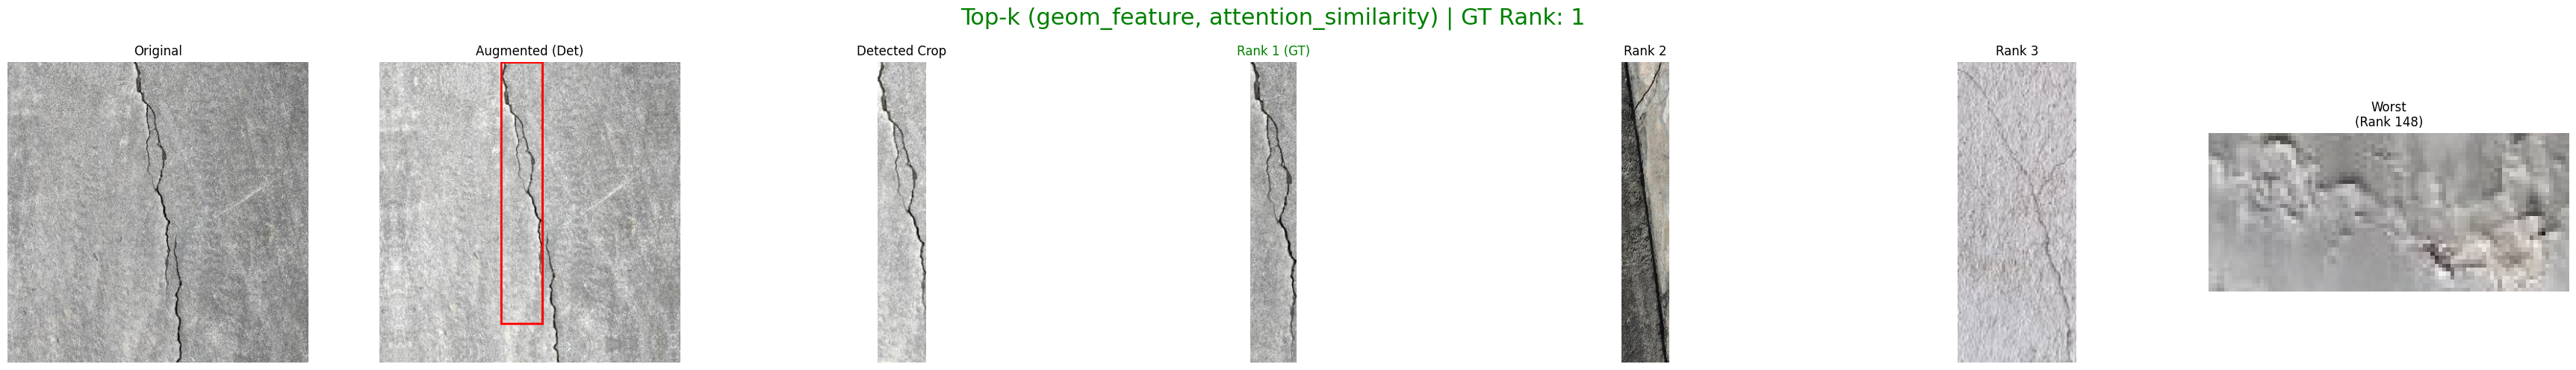 Top-k (geom_feature, attention_similarity) | GT Rank: 1
Original
Augmented (Det)
Detected Crop
Rank 1 (GT)
Rank 2
Rank 3
Worst
(Rank 148)